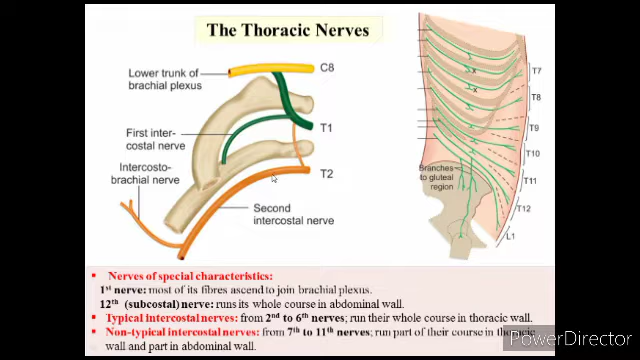 The Thoracic Nerves
Lower trunk of
brachial plexus
C8
First inter-
costal nerve
T1
Intercosto-
brachial nerve
T2
Second
intercostal nerve
T7
T8
T9
T10
Branches
to gluteal
region
T11
T12
L1
Nerves of special characteristics:
1st nerve: most of its fibres ascend to join brachial plexus.
12th (subcostal) nerve: runs its whole course in abdominal wall.
Typical intercostal nerves: from 2nd to 6th nerves; run their whole course in thoracic wall.
Non-typical intercostal nerves: from 7th to 11th nerves; run part of their course in thoracic
wall and part in abdominal wall.
PowerDirector